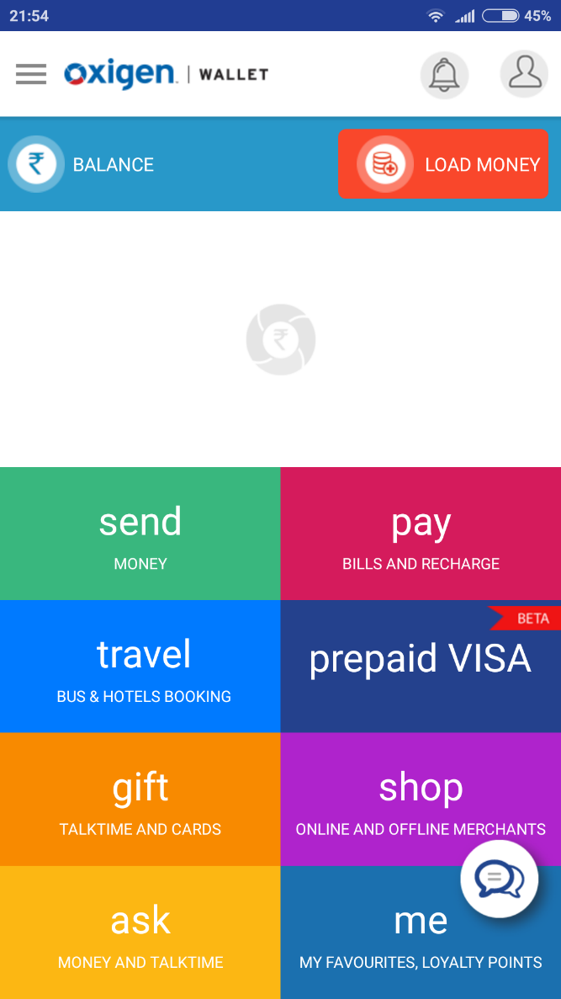 21:54 45%
oxigen | WALLET
₹ BALANCE LOAD MONEY
₹
send pay
MONEY BILLS AND RECHARGE
BETA
travel prepaid VISA
BUS & HOTELS BOOKING
gift shop
TALKTIME AND CARDS ONLINE AND OFFLINE MERCHANTS
ask me
MONEY AND TALKTIME MY FAVOURITES, LOYALTY POINTS